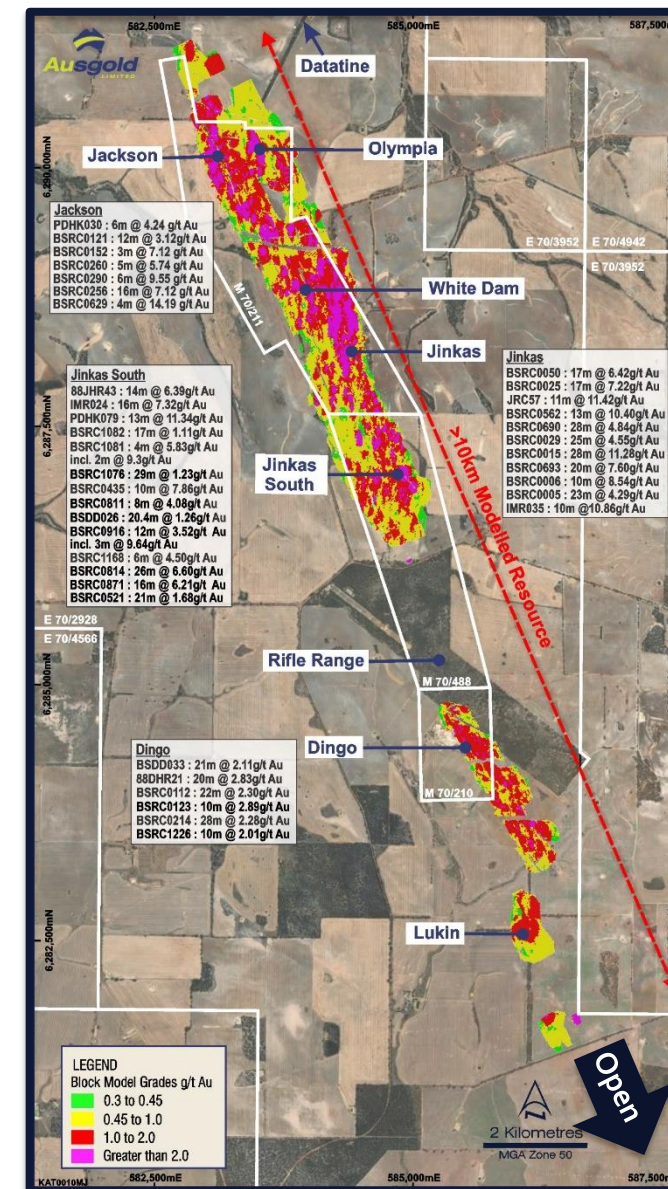 582,500mE
585,000mE
587,500
Ausgold
LIMITED
Datatine
Jackson
Olympia
6,290,000mN
E 70/3952
E 70/4942
E 70/3952
Jackson
PDHK030 : 6m @ 4.24 g/t Au
BSRC0121 : 12m @ 3.12g/t Au
BSRC0152 : 3m @ 7.12 g/t Au
BSRC0260 : 5m @ 5.74 g/t Au
BSRC0290 : 6m @ 9.55 g/t Au
BSRC0256 : 16m @ 7.12 g/t Au
BSRC0629 : 4m @ 14.19 g/t Au
M 70/211
White Dam
Jinkas
Jinkas
BSRC0050 : 17m @ 6.42g/t Au
BSRC0025 : 17m @ 7.22g/t Au
JRC57 : 11m @ 11.42g/t Au
BSRC0562 : 13m @ 10.40g/t Au
BSRC0690 : 28m @ 4.84g/t Au
BSRC0029 : 25m @ 4.55g/t Au
BSRC0015 : 28m @ 11.28g/t Au
BSRC0693 : 20m @ 7.60g/t Au
BSRC0006 : 10m @ 8.54g/t Au
BSRC0005 : 23m @ 4.29g/t Au
IMR035 : 10m @10.86g/t Au
Jinkas South
88JHR43 : 14m @ 6.39g/t Au
IMR024 : 16m @ 7.32g/t Au
PDHK079 : 13m @ 11.34g/t Au
BSRC1082 : 17m @ 1.11g/t Au
BSRC1081 : 4m @ 5.83g/t Au
incl. 2m @ 9.3g/t Au
BSRC1076 : 29m @ 1.23g/t Au
BSRC0435 : 10m @ 7.86g/t Au
BSRC0811 : 8m @ 4.08g/t Au
BSDD026 : 20.4m @ 1.26g/t Au
BSRC0916 : 12m @ 3.52g/t Au
incl. 3m @ 9.64g/t Au
BSRC1168 : 6m @ 4.50g/t Au
BSRC0814 : 26m @ 6.60g/t Au
BSRC0871 : 16m @ 6.21g/t Au
BSRC0521 : 21m @ 1.68g/t Au
6,287,500mN
Jinkas
South
>10km Modelled Resource
E 70/2928
E 70/4566
Rifle Range
M 70/488
6,285,000mN
Dingo
M 70/210
Dingo
BSDD033 : 21m @ 2.11g/t Au
88DHR21 : 20m @ 2.83g/t Au
BSRC0112 : 22m @ 2.30g/t Au
BSRC0123 : 10m @ 2.89g/t Au
BSRC0214 : 28m @ 2.28g/t Au
BSRC1226 : 10m @ 2.01g/t Au
Lukin
6,282,500mN
LEGEND
Block Model Grades g/t Au
0.3 to 0.45
0.45 to 1.0
1.0 to 2.0
Greater than 2.0
Open
2 Kilometres
MGA Zone 50
KAT0010MJ
582,500mE
585,000mE
587,500